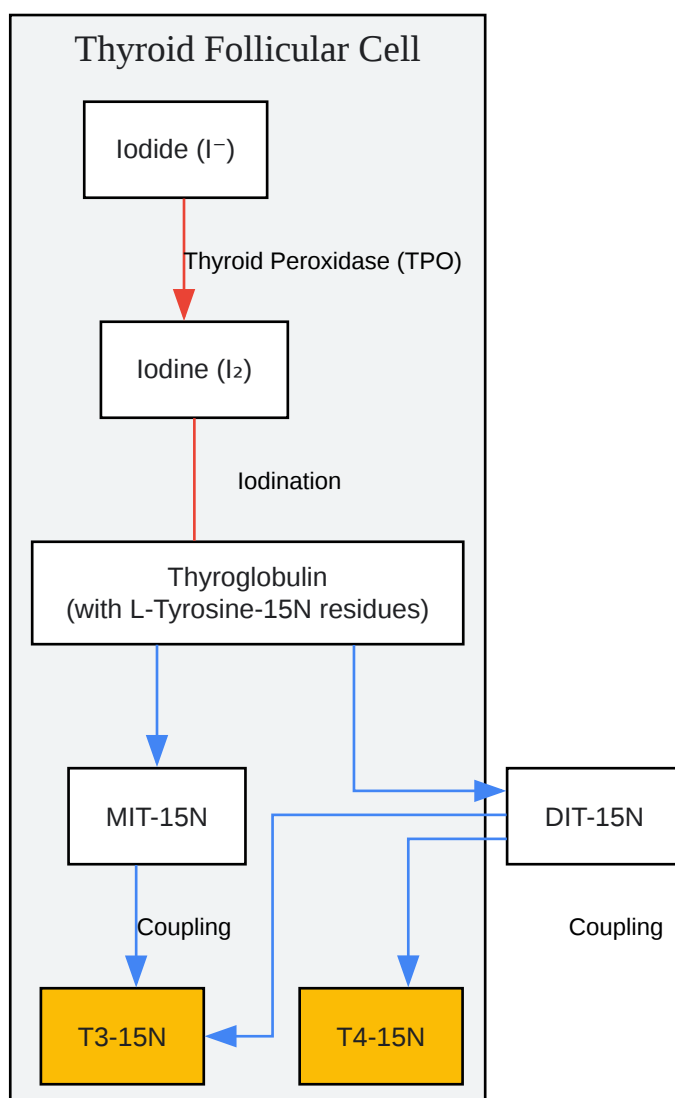 Thyroid Follicular Cell
Iodide (I⁻)
Thyroid Peroxidase (TPO)
Iodine (I₂)
Iodination
Thyroglobulin
(with L-Tyrosine-15N residues)
MIT-15N
DIT-15N
Coupling
Coupling
T3-15N
T4-15N